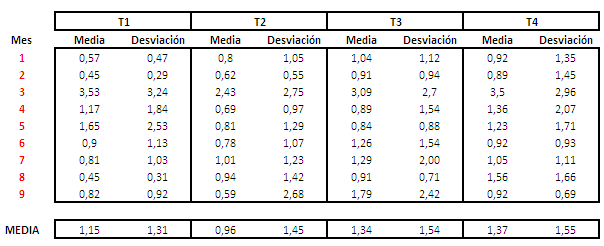 T1 T2 T3 T4
Mes Media Desviación Media Desviación Media Desviación Media Desviación
1 0,57 0,47 0,8 1,05 1,04 1,12 0,92 1,35
2 0,45 0,29 0,62 0,55 0,91 0,94 0,89 1,45
3 3,53 3,24 2,43 2,75 3,09 2,7 3,5 2,96
4 1,17 1,84 0,69 0,97 0,89 1,54 1,36 2,07
5 1,65 2,53 0,81 1,29 0,84 0,88 1,23 1,71
6 0,9 1,13 0,78 1,07 1,26 1,54 0,92 0,93
7 0,81 1,03 1,01 1,23 1,29 2,00 1,05 1,11
8 0,45 0,31 0,94 1,42 0,91 0,71 1,56 1,66
9 0,82 0,92 0,59 2,68 1,79 2,42 0,92 0,69
MEDIA 1,15 1,31 0,96 1,45 1,34 1,54 1,37 1,55